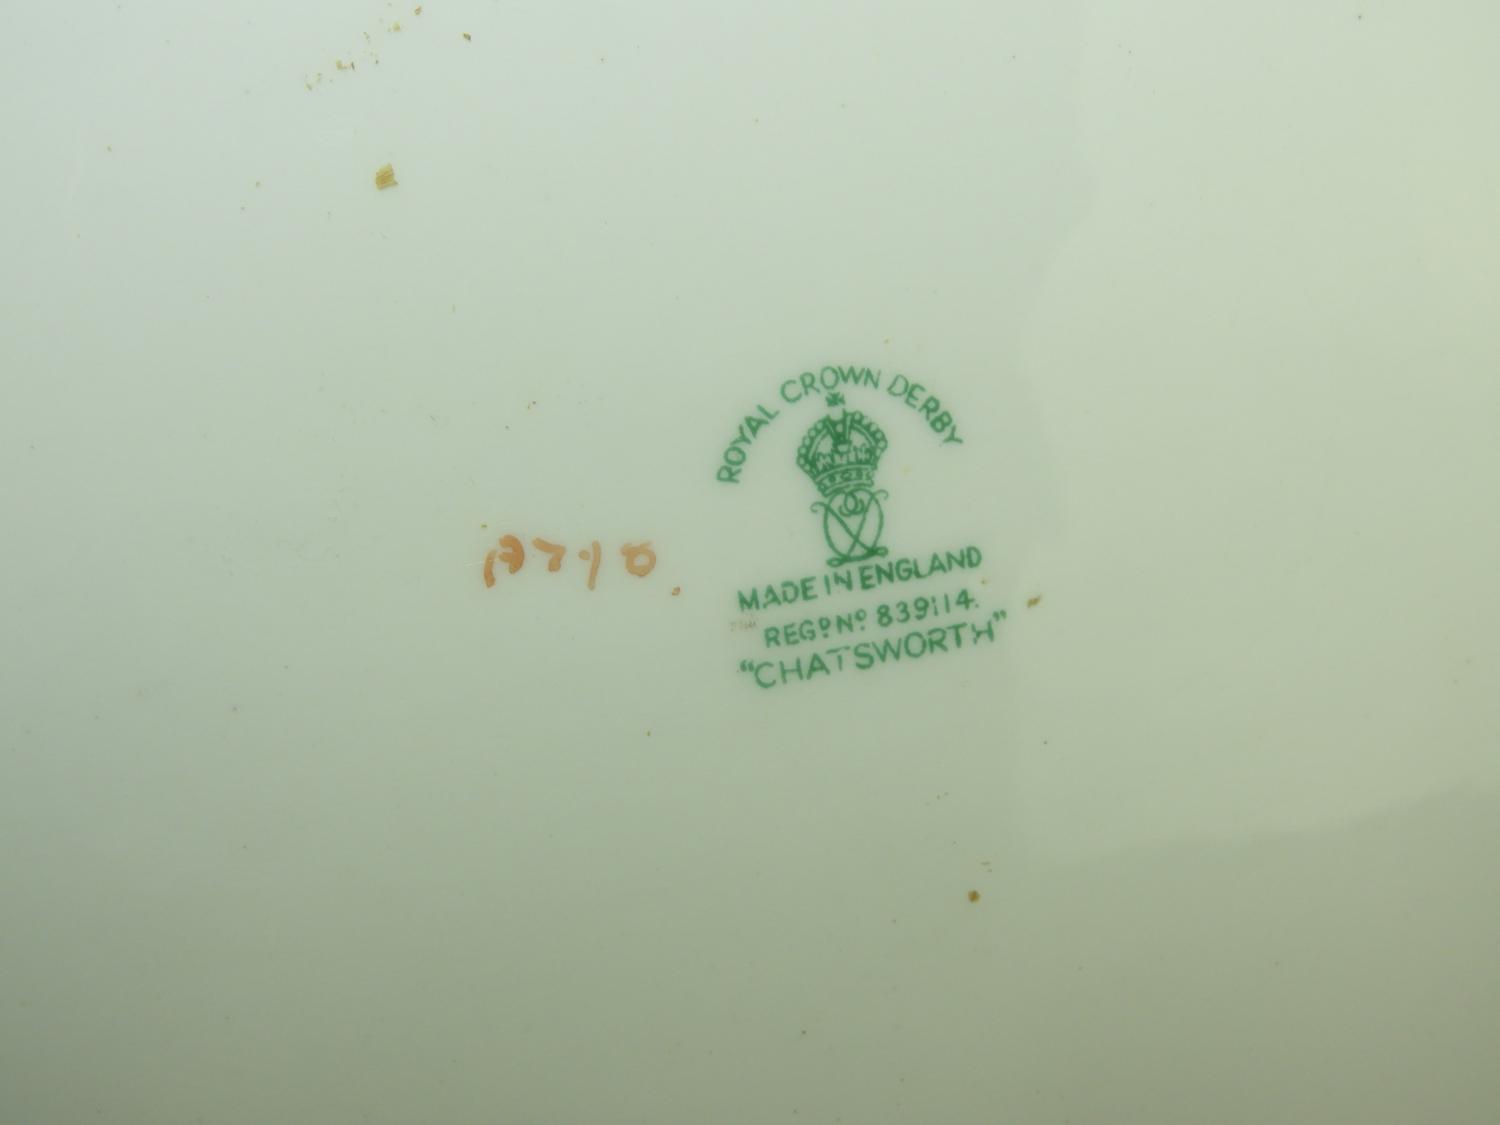 ROYAL CROWN DERBY
MADE IN ENGLAND
REGD. NO. 839114.
"CHATSWORTH"
A710